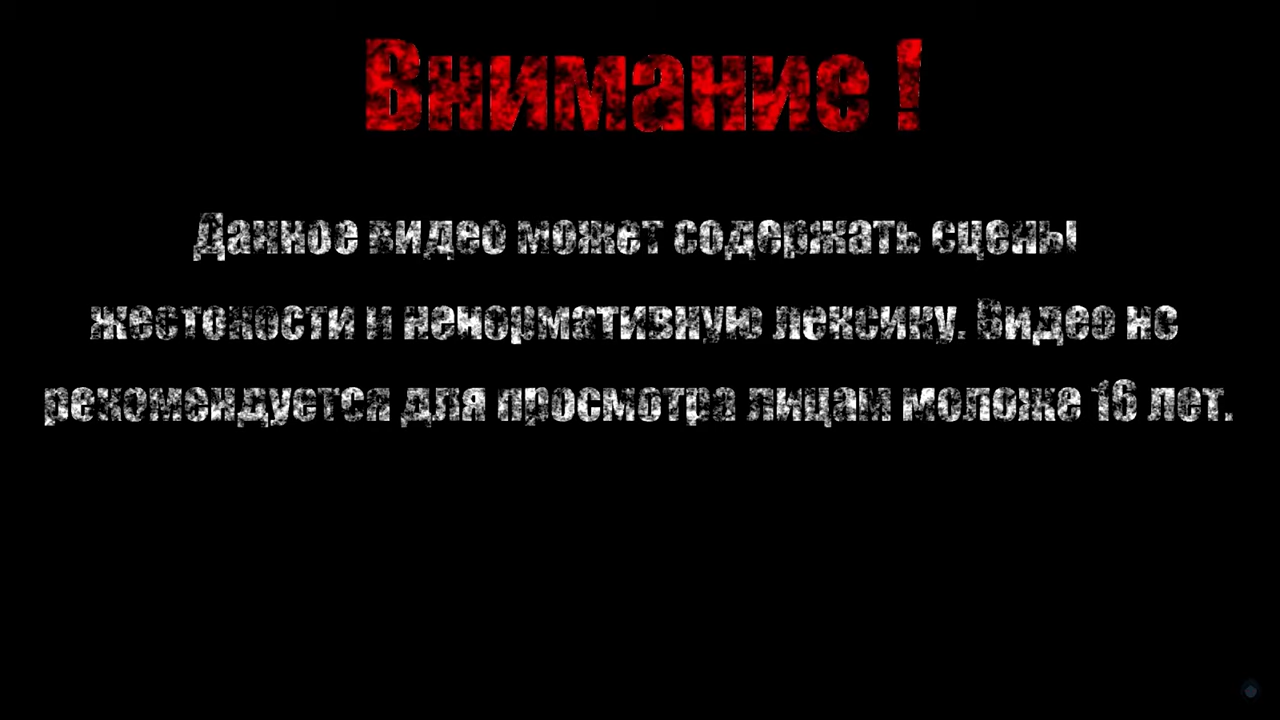 Внимание !
Данное видео может содержать сцены
жестокости и ненормативную лексику. Видео не
рекомендуется для просмотра лицам моложе 16 лет.